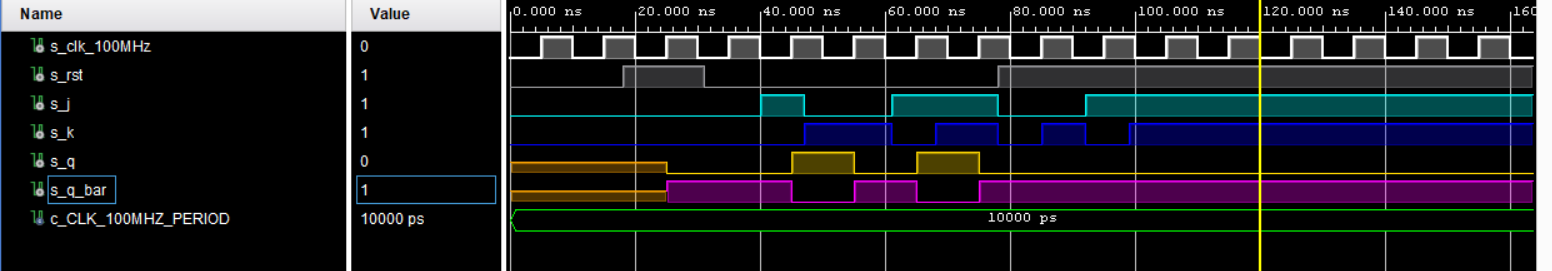 Name Value 0.000 ns 20.000 ns 40.000 ns 60.000 ns 80.000 ns 100.000 ns 120.000 ns 140.000 ns 160
s_clk_100MHz 0
s_rst 1
s_j 1
s_k 1
s_q 0
s_q_bar 1
c_CLK_100MHZ_PERIOD 10000 ps 10000 ps